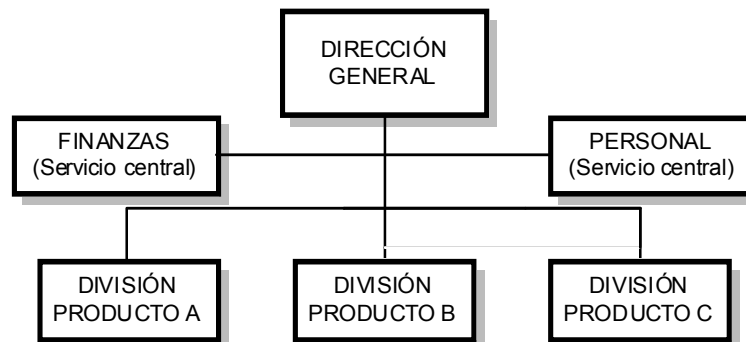 DIRECCIÓN
GENERAL
FINANZAS
(Servicio central)
PERSONAL
(Servicio central)
DIVISIÓN
PRODUCTO A
DIVISIÓN
PRODUCTO B
DIVISIÓN
PRODUCTO C